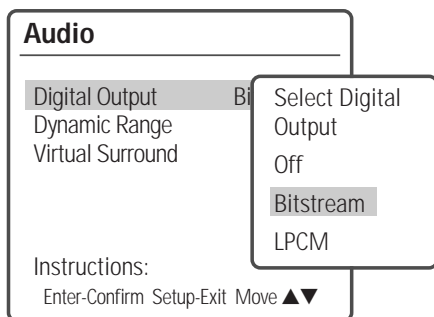 Audio
Digital Output Bi
Dynamic Range
Virtual Surround
Select Digital
Output
Off
Bitstream
LPCM
Instructions:
Enter-Confirm Setup-Exit Move ▲▼